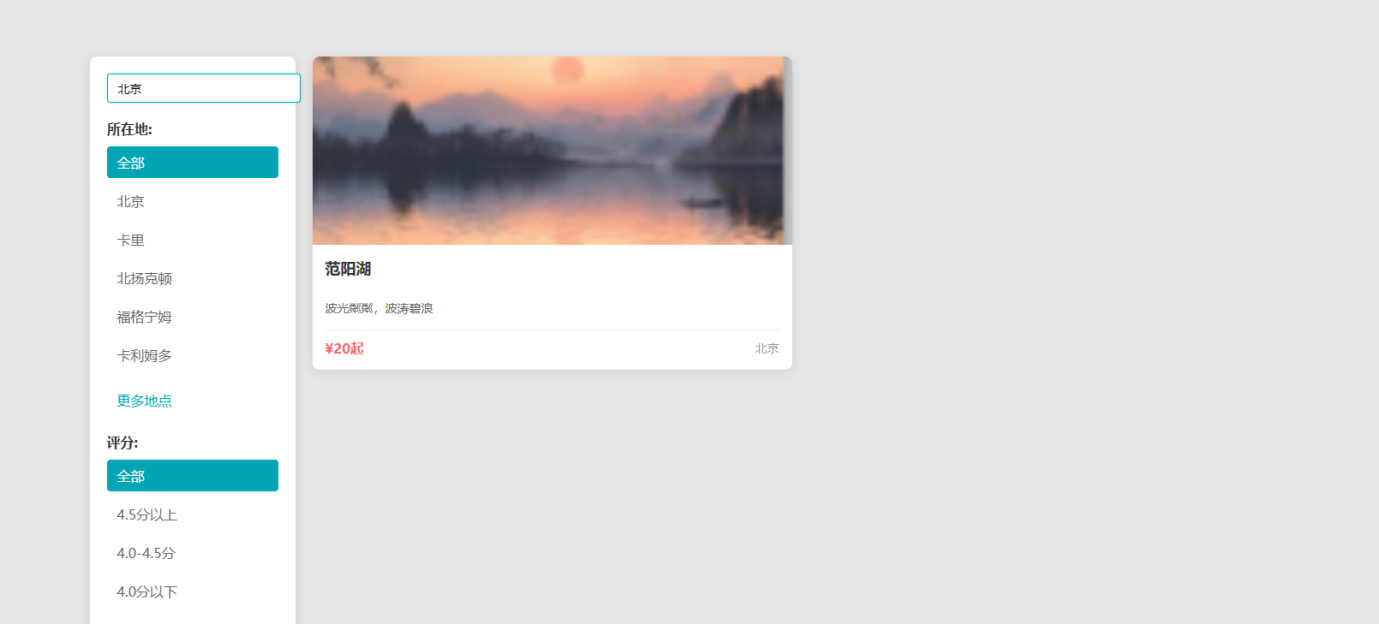 北京
所在地:
全部
北京
卡里
北扬克顿
福格宁姆
卡利姆多
更多地点
评分:
全部
4.5分以上
4.0-4.5分
4.0分以下
范阳湖
波光粼粼，波涛碧浪
¥20起
北京